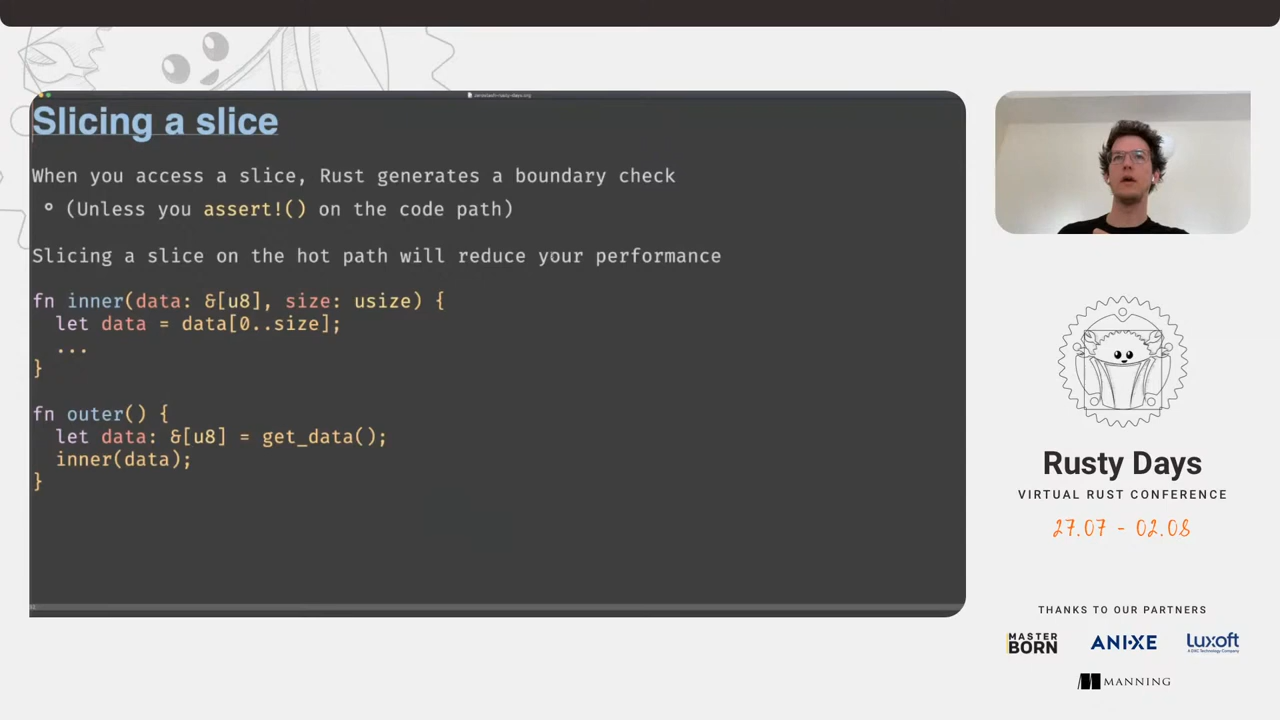 Slicing a slice
When you access a slice, Rust generates a boundary check
(Unless you assert!() on the code path)
Slicing a slice on the hot path will reduce your performance
fn inner(data: &[u8], size: usize) {
  let data = data[0..size];
  ...
}
fn outer() {
  let data: &[u8] = get_data();
  inner(data);
}
Rusty Days
VIRTUAL RUST CONFERENCE
27.07 - 02.08
THANKS TO OUR PARTNERS
MASTER BORN
ANIXE
Luxoft
A DXC Technology Company
MANNING